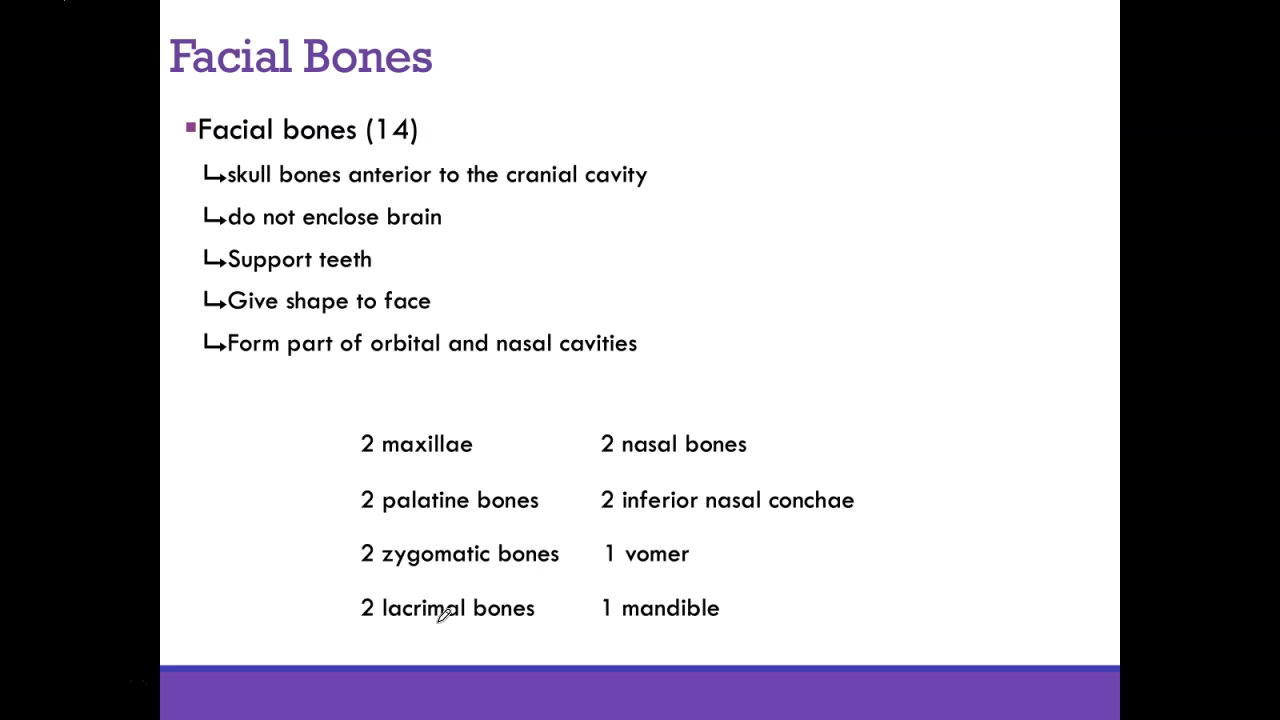 Facial Bones
Facial bones (14)
skull bones anterior to the cranial cavity
do not enclose brain
Support teeth
Give shape to face
Form part of orbital and nasal cavities
2 maxillae 2 nasal bones
2 palatine bones 2 inferior nasal conchae
2 zygomatic bones 1 vomer
2 lacrimal bones 1 mandible